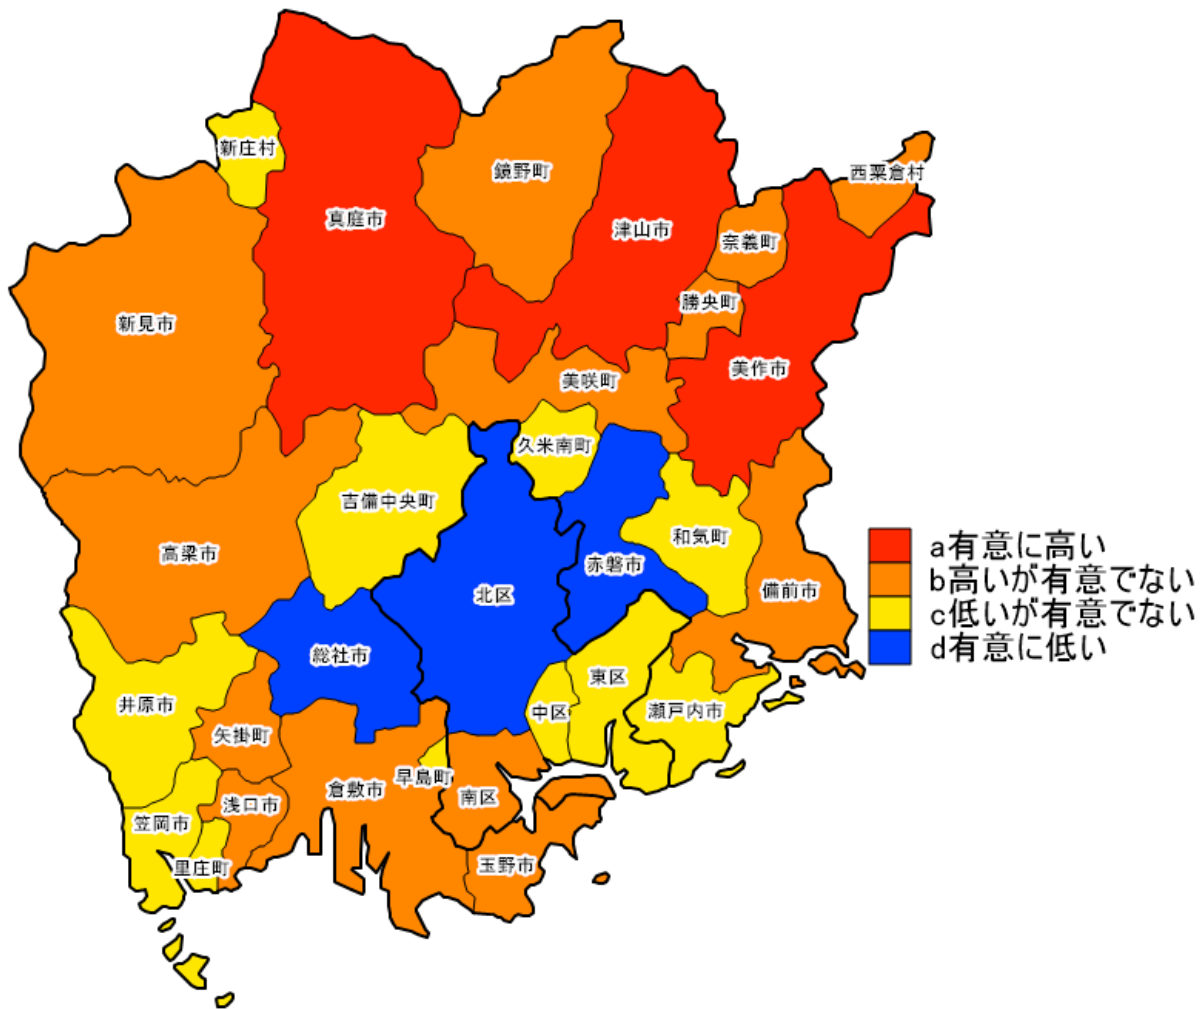 西粟倉村
新庄村
鏡野町
真庭市
津山市
奈義町
勝央町
新見市
美作市
美咲町
久米南町
吉備中央町
和気町
高梁市
赤磐市
備前市
北区
総社市
東区
井原市
中区
瀬戸内市
矢掛町
早島町
倉敷市
南区
浅口市
笠岡市
里庄町
玉野市
a有意に高い
b高いが有意でない
c低いが有意でない
d有意に低い